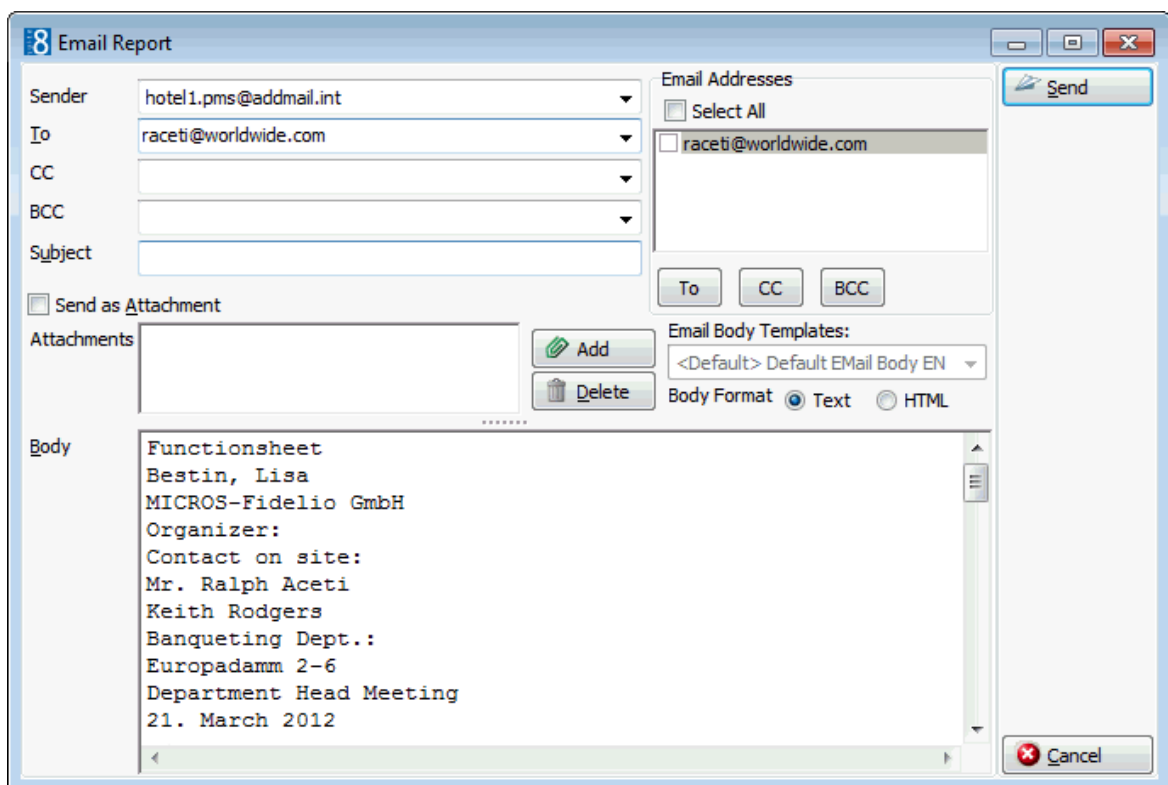 8 Email Report
Sender hotel1.pms@addmail.int
To raceti@worldwide.com
CC
BCC
Subject
Send as Attachment
Attachments
Add
Delete
Email Addresses
Select All
raceti@worldwide.com
To CC BCC
Email Body Templates:
<Default> Default EMail Body EN
Body Format Text HTML
Body
Functionsheet
Bestin, Lisa
MICROS-Fidelio GmbH
Organizer:
Contact on site:
Mr. Ralph Aceti
Keith Rodgers
Banqueting Dept.:
Europadamm 2-6
Department Head Meeting
21. March 2012
Send
Cancel